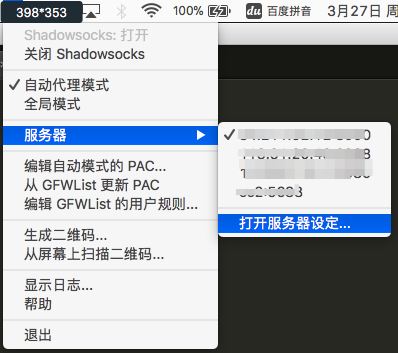 398*353
100%
du 百度拼音
3月27日 周
Shadowsocks: 打开
关闭 Shadowsocks
自动代理模式
全局模式
服务器
编辑自动模式的 PAC...
从 GFWList 更新 PAC
编辑 GFWList 的用户规则...
生成二维码...
从屏幕上扫描二维码...
显示日志...
帮助
退出
打开服务器设定...